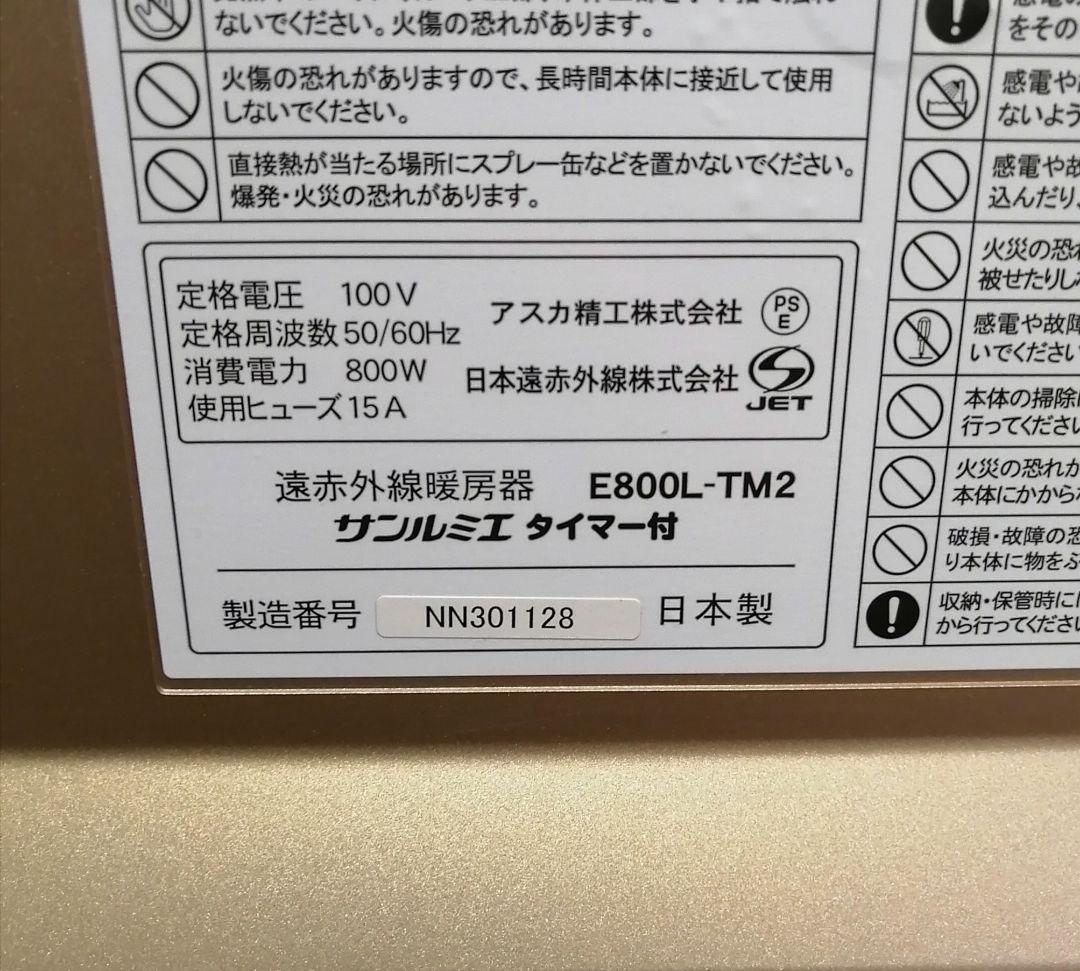 ないでください。火傷の恐れがあります。
火傷の恐れがありますので、長時間本体に接近して使用
しないでください。
直接熱が当たる場所にスプレー缶などを置かないでください。
爆発・火災の恐れがあります。
定格電圧 100V
定格周波数 50/60Hz
消費電力 800W
使用ヒューズ 15A
アスカ精工株式会社
PS
E
日本遠赤外線株式会社
JET
遠赤外線暖房器 E800L-TM2
サンルミエ タイマー付
製造番号 NN301128 日本製
をその
感電や故
ないよう
感電や故
込んだり、
火災の恐れ
被せたりし
感電や故障
いでください
本体の掃除
行ってください
火災の恐れが
本体にかから
破損・故障の恐
り本体に物をぶ
収納・保管時に
から行ってください